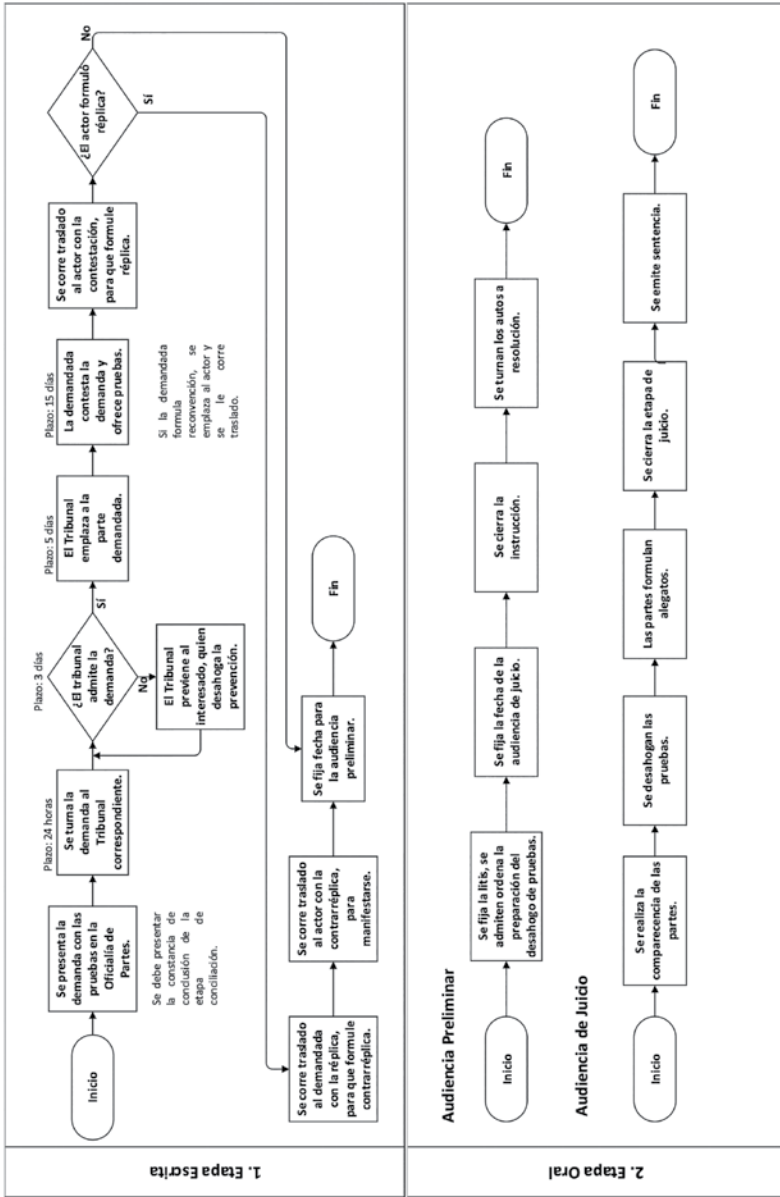 1. Etapa Escrita
Inicio
Se presenta la
demanda con las
pruebas en la
Oficialía de
Partes.
Se debe presentar
la constancia de
conclusión de la
etapa de
conciliación.
Plazo: 24 horas
Se turna la
demanda al
Tribunal
correspondiente.
Plazo: 3 días
¿El tribunal
admite la
demanda?
No
El Tribunal
previene al
interesado, quien
desahoga la
prevención.
Sí
Plazo: 5 días
El Tribunal
emplaza a la
parte
demandada.
Plazo: 15 días
La demandada
contesta la
demanda y
ofrece pruebas.
Si la demandada
formula
reconvención, se
emplaza al actor y
se le corre
traslado.
Se corre traslado
al actor con la
contestación,
para que formule
réplica.
¿El actor formuló
réplica?
No
Sí
Se corre traslado
al demandada
con la réplica,
para que formule
contrarréplica.
Se corre traslado
al actor con la
contrarréplica,
para
manifestarse.
Se fija fecha para
la audiencia
preliminar.
Fin
2. Etapa Oral
Audiencia Preliminar
Inicio
Se fija la litis, se
admiten ordena la
preparación del
desahogo de pruebas.
Se fija la fecha de la
audiencia de juicio.
Se cierra la
instrucción.
Se turnan los autos a
resolución.
Fin
Audiencia de Juicio
Inicio
Se realiza la
comparecencia de las
partes.
Se desahogan las
pruebas.
Las partes formulan
alegatos.
Se cierra la etapa de
juicio.
Se emite sentencia.
Fin